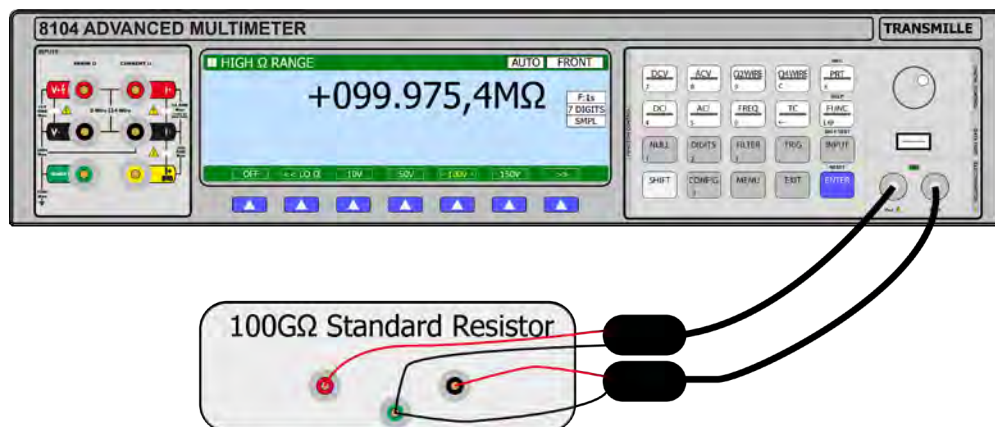 8104 ADVANCED MULTIMETER
TRANSMILLE
INPUTS
HIGH Ω RANGE
AUTO
FRONT
+099.975,4MΩ
F:1s
7 DIGITS
SMPL
OFF
<< LO Ω
10V
50V
100V
150V
>>
DCV
ACV
Ω2WIRE
Ω4WIRE
PRT
DCI
ACI
FREQ
TC
FUNC
NULL
DIGITS
FILTER
TRIG
INPUT
SHIFT
CONFIG
MENU
EXIT
ENTER
100GΩ Standard Resistor